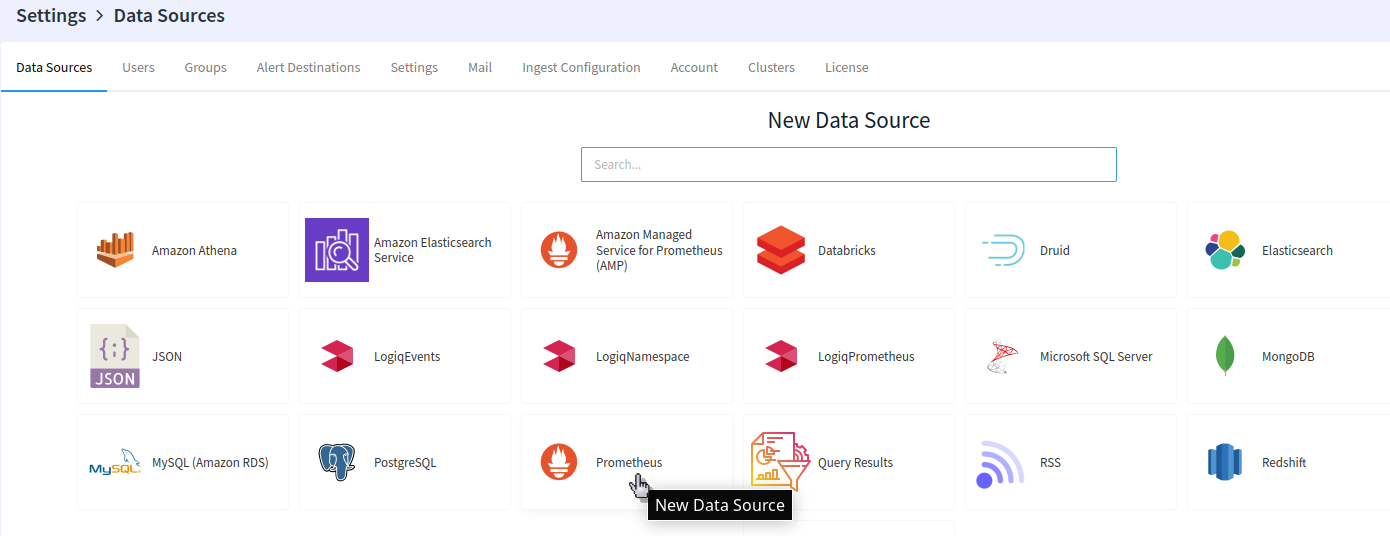 Settings > Data Sources
Data Sources Users Groups Alert Destinations Settings Mail Ingest Configuration Account Clusters License
New Data Source
Search...
Amazon Athena
Amazon Elasticsearch
Service
Amazon Managed
Service for Prometheus
(AMP)
Databricks
Druid
Elasticsearch
{;}
JSON
JSON
LogiqEvents
LogiqNamespace
LogiqPrometheus
Microsoft SQL Server
MongoDB
MySQL
MySQL (Amazon RDS)
PostgreSQL
Prometheus
Query Results
RSS
Redshift
New Data Source